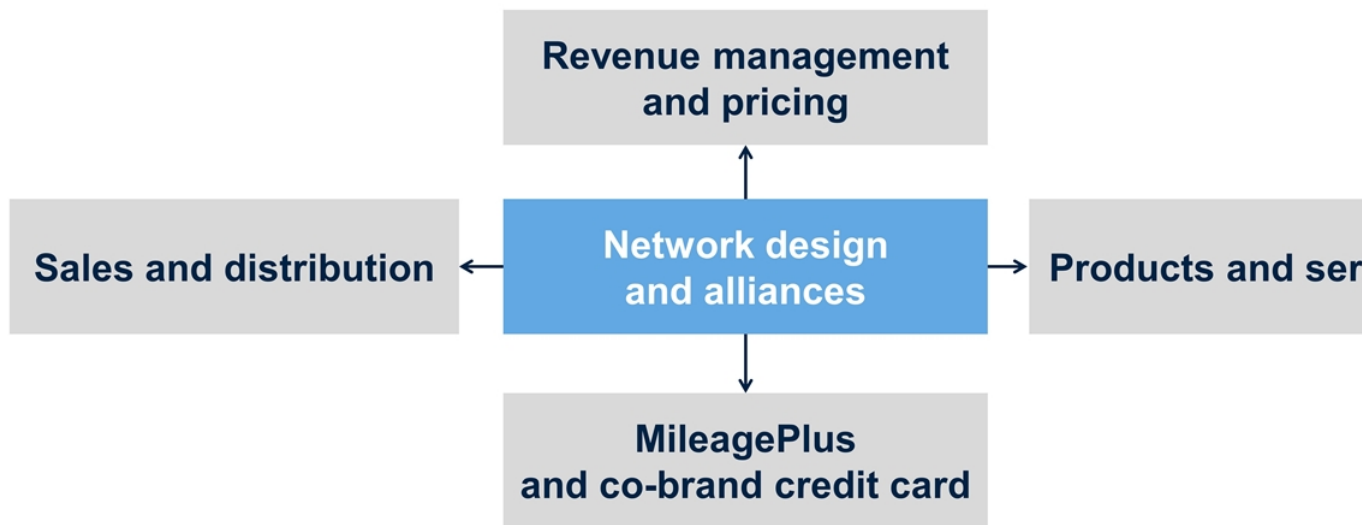 Revenue management
and pricing
Sales and distribution
Network design
and alliances
Products and ser
MileagePlus
and co-brand credit card